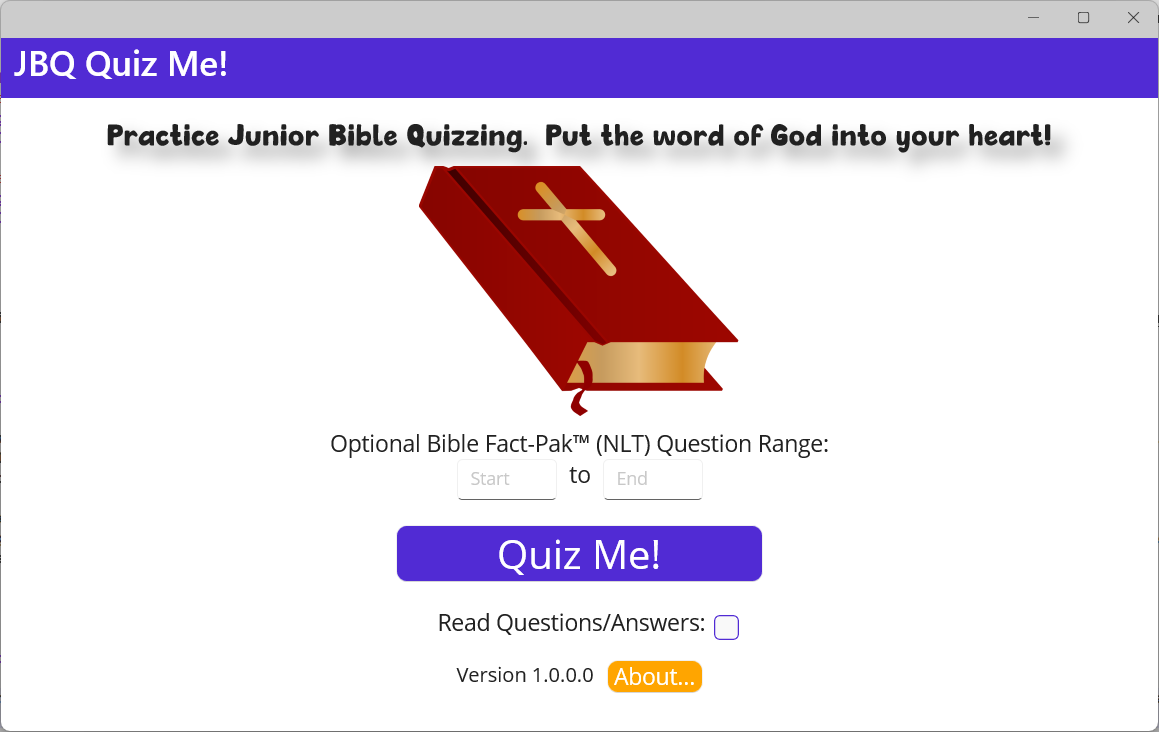 JBQ Quiz Me!
Practice Junior Bible Quizzing.  Put the word of God into your heart!
Optional Bible Fact-Pak™ (NLT) Question Range:
Start to End
Quiz Me!
Read Questions/Answers:
Version 1.0.0.0 About...